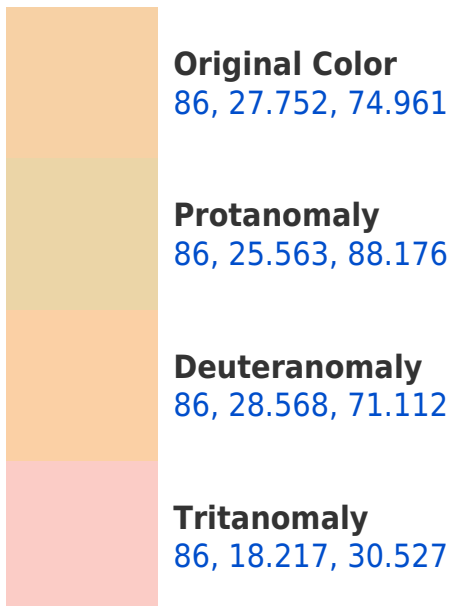 Original Color
86, 27.752, 74.961
Protanomaly
86, 25.563, 88.176
Deuteranomaly
86, 28.568, 71.112
Tritanomaly
86, 18.217, 30.527